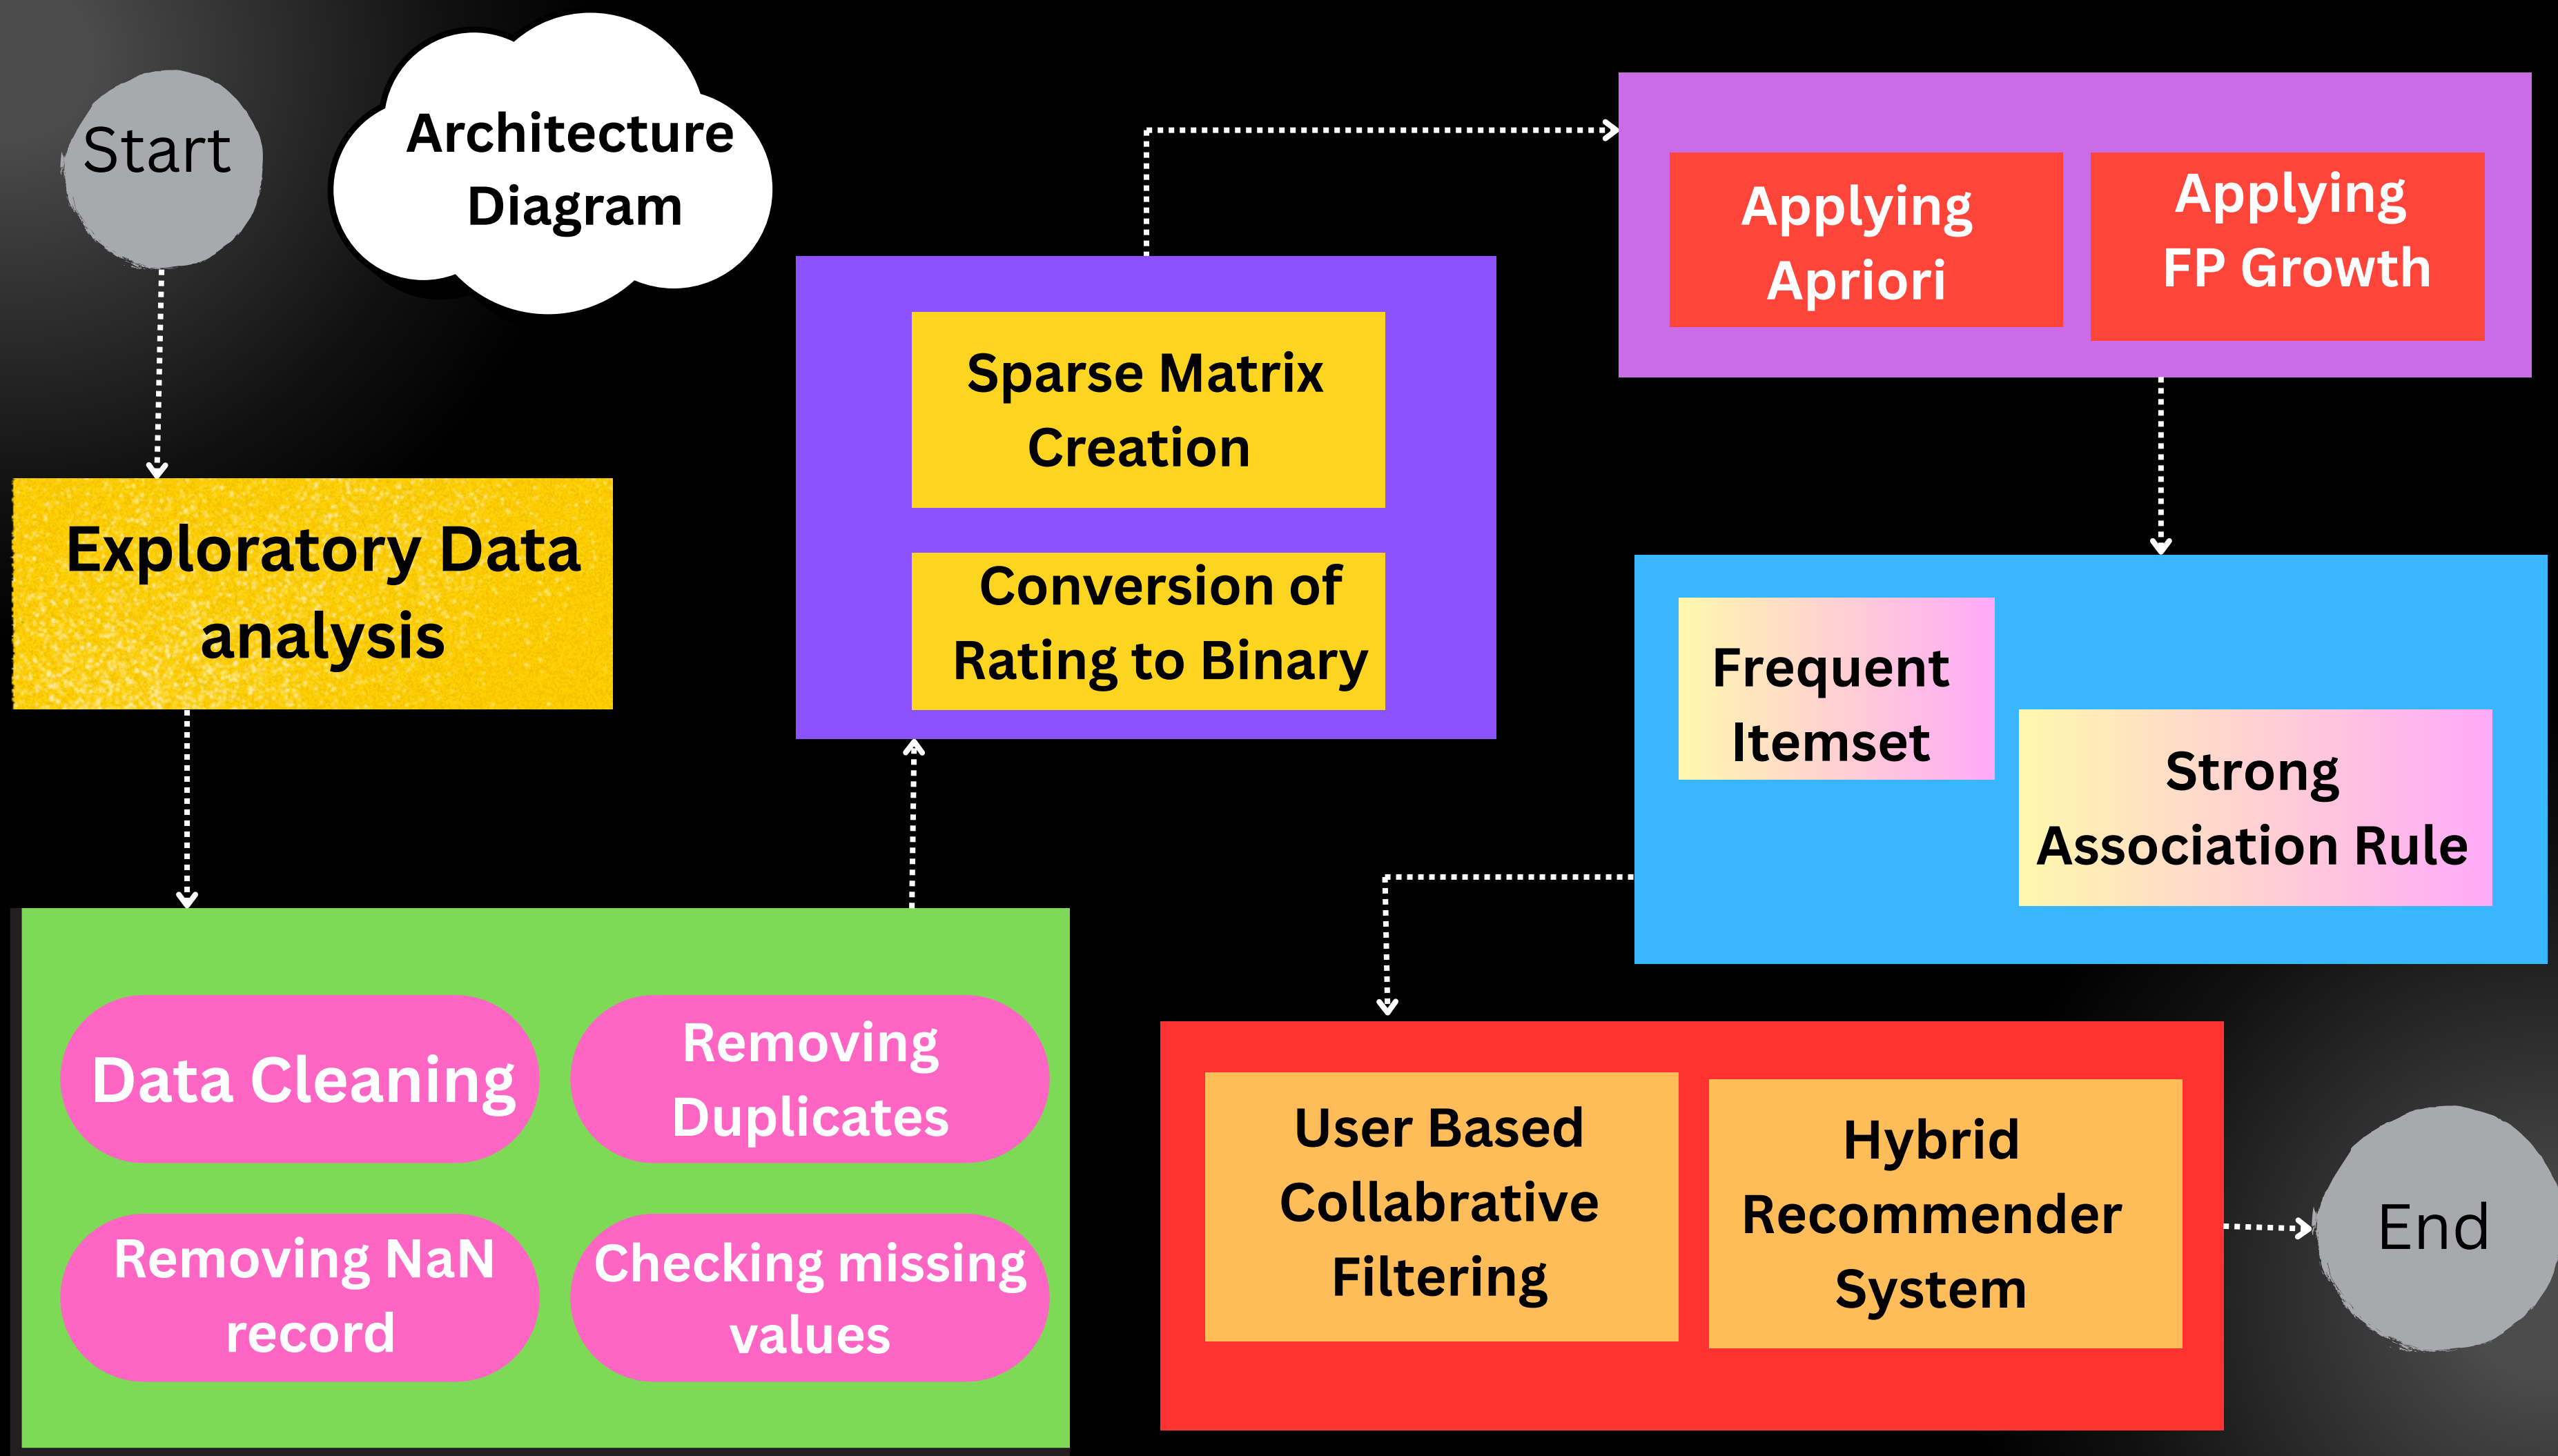 Start
Architecture
Diagram
Exploratory Data
analysis
Data Cleaning
Removing
Duplicates
Removing NaN
record
Checking missing
values
Sparse Matrix
Creation
Conversion of
Rating to Binary
Applying
Apriori
Applying
FP Growth
Frequent
Itemset
Strong
Association Rule
User Based
Collabrative
Filtering
Hybrid
Recommender
System
End